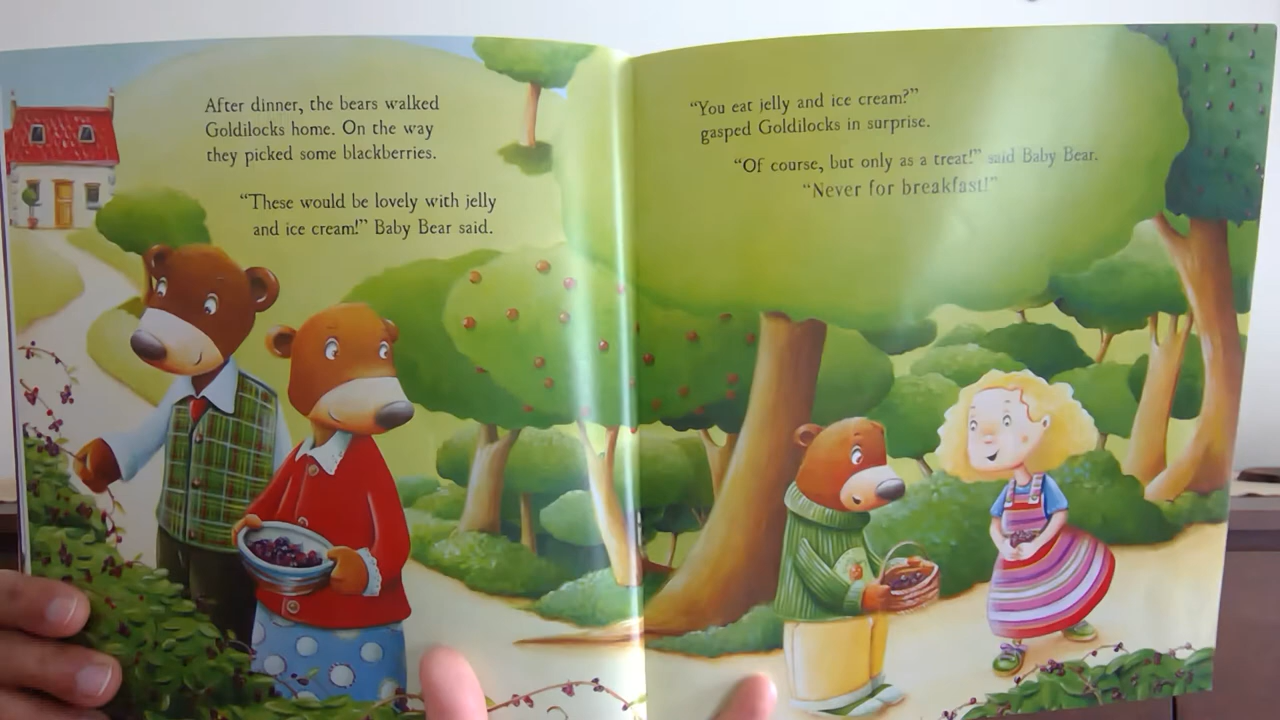 After dinner, the bears walked
Goldilocks home. On the way
they picked some blackberries.
“These would be lovely with jelly
and ice cream!” Baby Bear said.
“You eat jelly and ice cream?”
gasped Goldilocks in surprise.
“Of course, but only as a treat!” said Baby Bear.
“Never for breakfast!”